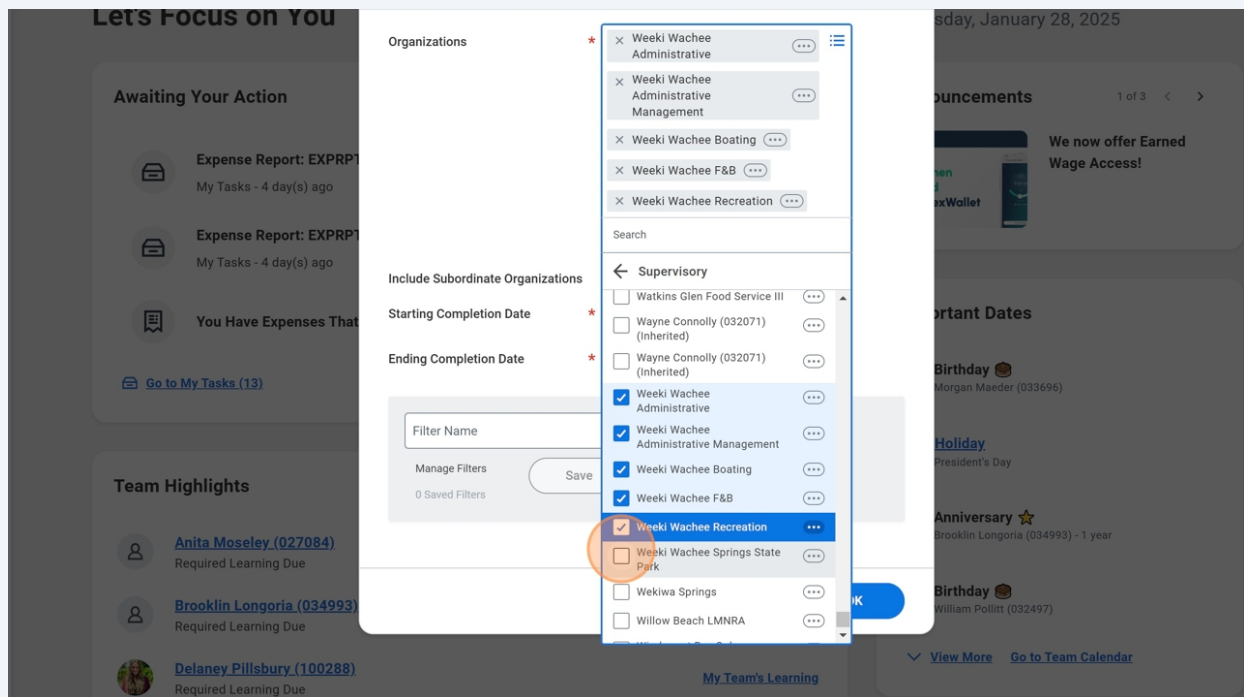 Let's Focus on You
sday, January 28, 2025
Awaiting Your Action
Expense Report: EXPRPT
My Tasks - 4 day(s) ago
Expense Report: EXPRPT
My Tasks - 4 day(s) ago
You Have Expenses That
Go to My Tasks (13)
Team Highlights
Anita Moseley (027084)
Required Learning Due
Brooklin Longoria (034993)
Required Learning Due
Delaney Pillsbury (100288)
Required Learning Due
My Team's Learning
Organizations *
Weeki Wachee
Administrative
Weeki Wachee
Administrative
Management
Weeki Wachee Boating
Weeki Wachee F&B
Weeki Wachee Recreation
Search
Include Subordinate Organizations
Starting Completion Date *
Ending Completion Date *
Filter Name
Manage Filters
0 Saved Filters
Save
Supervisory
Watkins Glen Food Service III
Wayne Connolly (032071)
(Inherited)
Wayne Connolly (032071)
(Inherited)
Weeki Wachee
Administrative
Weeki Wachee
Administrative Management
Weeki Wachee Boating
Weeki Wachee F&B
Weeki Wachee Recreation
Weeki Wachee Springs State
Park
Wekiwa Springs
Willow Beach LMNRA
OK
ouncements
1 of 3
We now offer Earned
Wage Access!
exWallet
ortant Dates
Birthday
Morgan Maeder (033696)
Holiday
President's Day
Anniversary
Brooklin Longoria (034993) - 1 year
Birthday
William Pollitt (032497)
View More
Go to Team Calendar